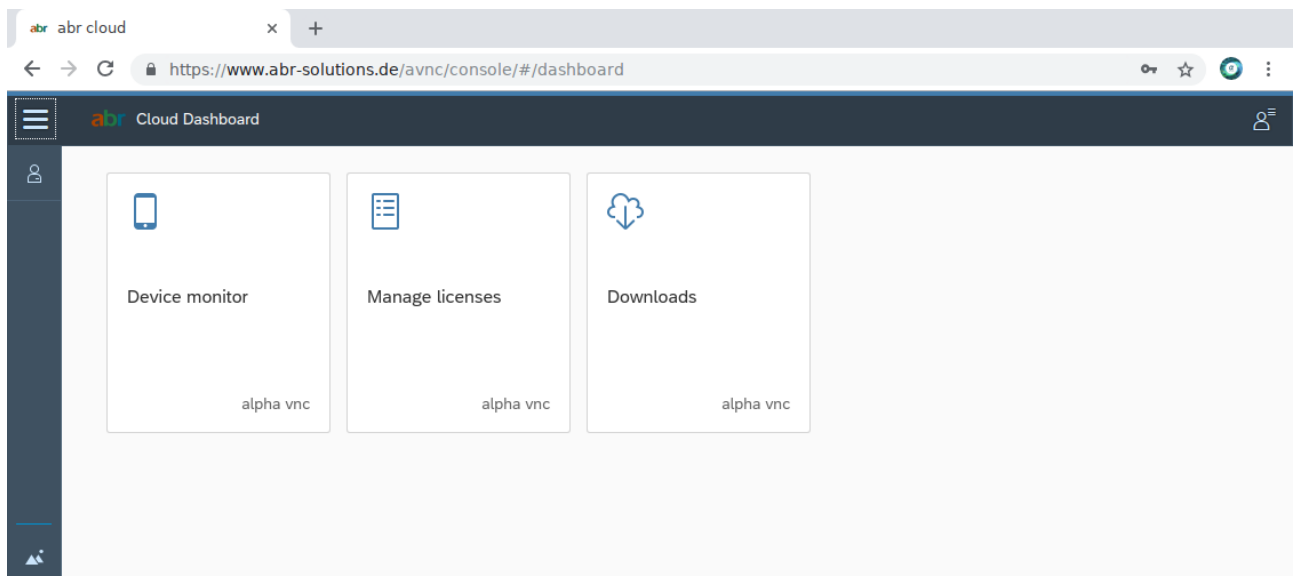 abr abr cloud
https://www.abr-solutions.de/avnc/console/#/dashboard
abr Cloud Dashboard
Device monitor
alpha vnc
Manage licenses
alpha vnc
Downloads
alpha vnc